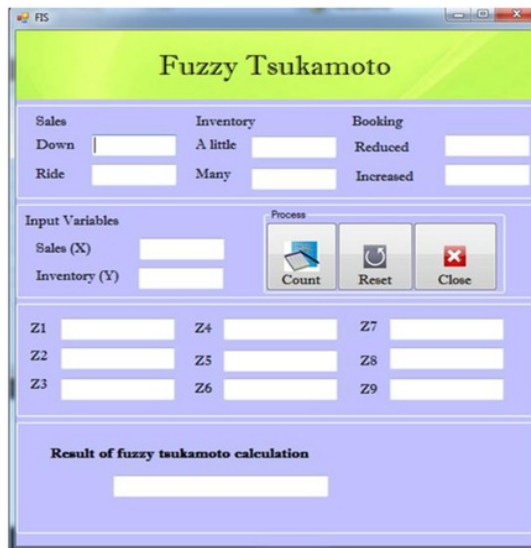 FIS
Fuzzy Tsukamoto
Sales Inventory Booking
Down A little Reduced
Ride Many Increased
Input Variables
Process
Sales (X)
Inventory (Y)
Count Reset Close
Z1 Z4 Z7
Z2 Z5 Z8
Z3 Z6 Z9
Result of fuzzy tsukamoto calculation